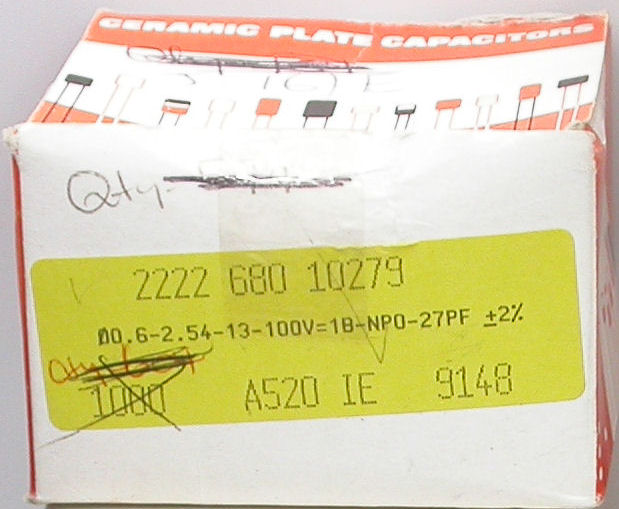 CERAMIC PLATE CAPACITORS
Qty-
2222 680 10279
Ø0.6-2.54-13-100V=1B-NPO-27PF ±2%
Qty
1000 A520 IE 9148